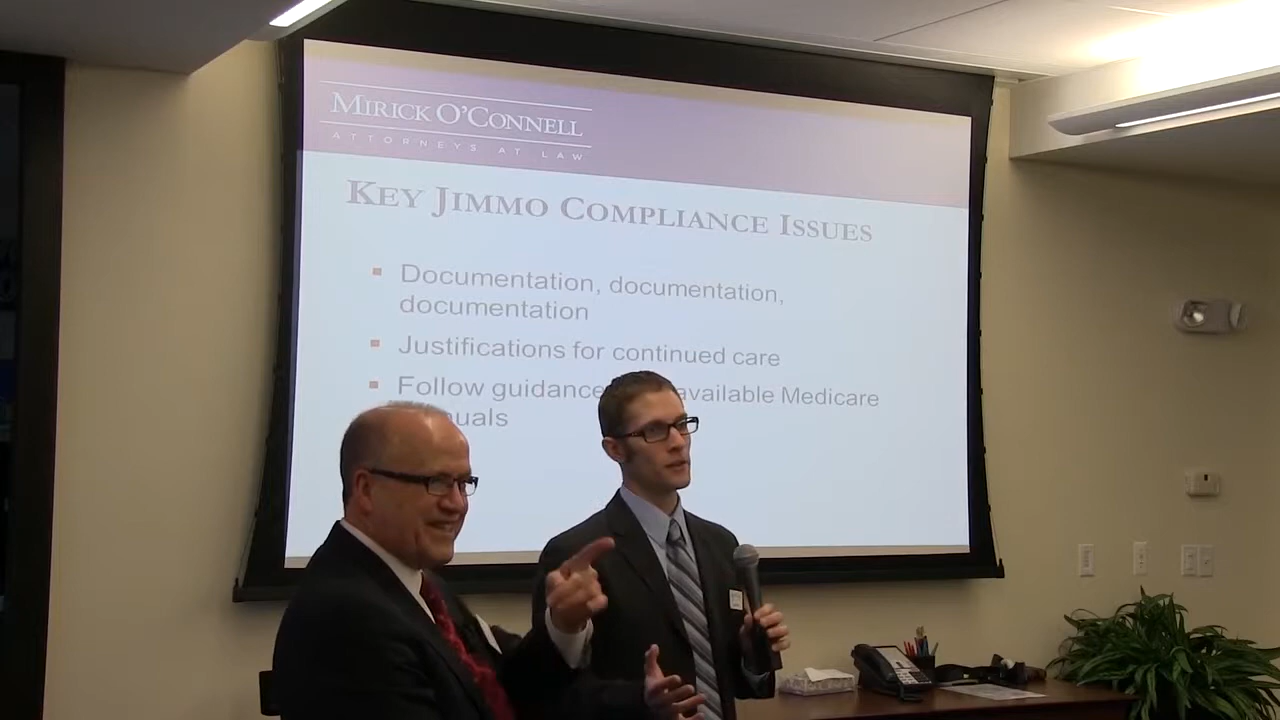 MIRICK O'CONNELL
ATTORNEYS AT LAW
KEY JIMMO COMPLIANCE ISSUES
Documentation, documentation,
documentation
Justifications for continued care
Follow guidance available Medicare
uals